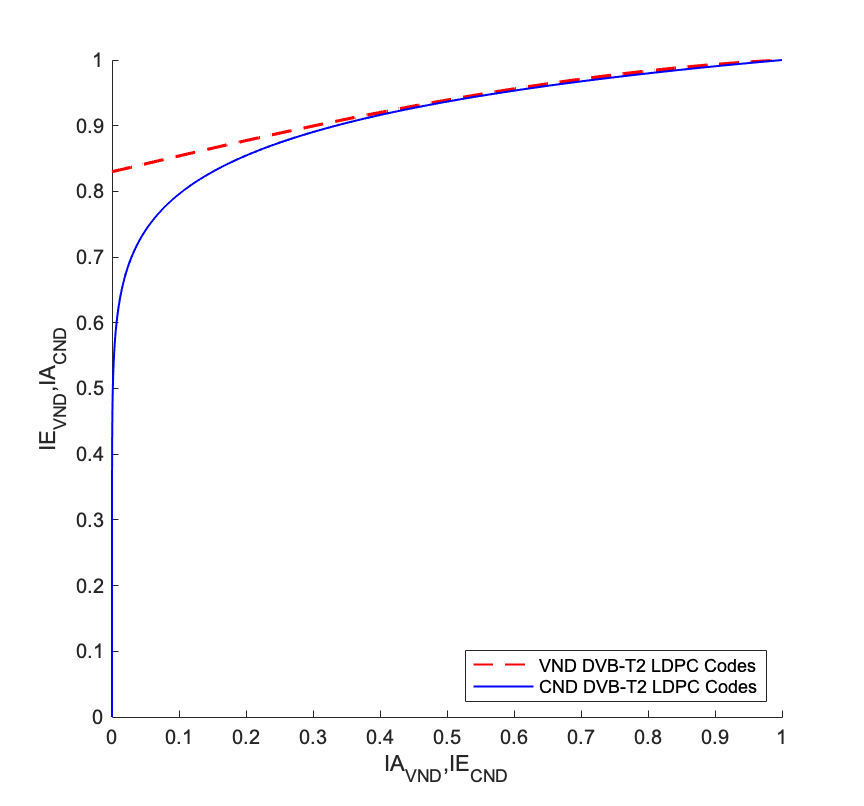 1
0.9
0.8
0.7
0.6
0.5
0.4
0.3
0.2
0.1
0
IE_VND,IA_CND
VND DVB-T2 LDPC Codes
CND DVB-T2 LDPC Codes
0 0.1 0.2 0.3 0.4 0.5 0.6 0.7 0.8 0.9 1
IA_VND,IE_CND